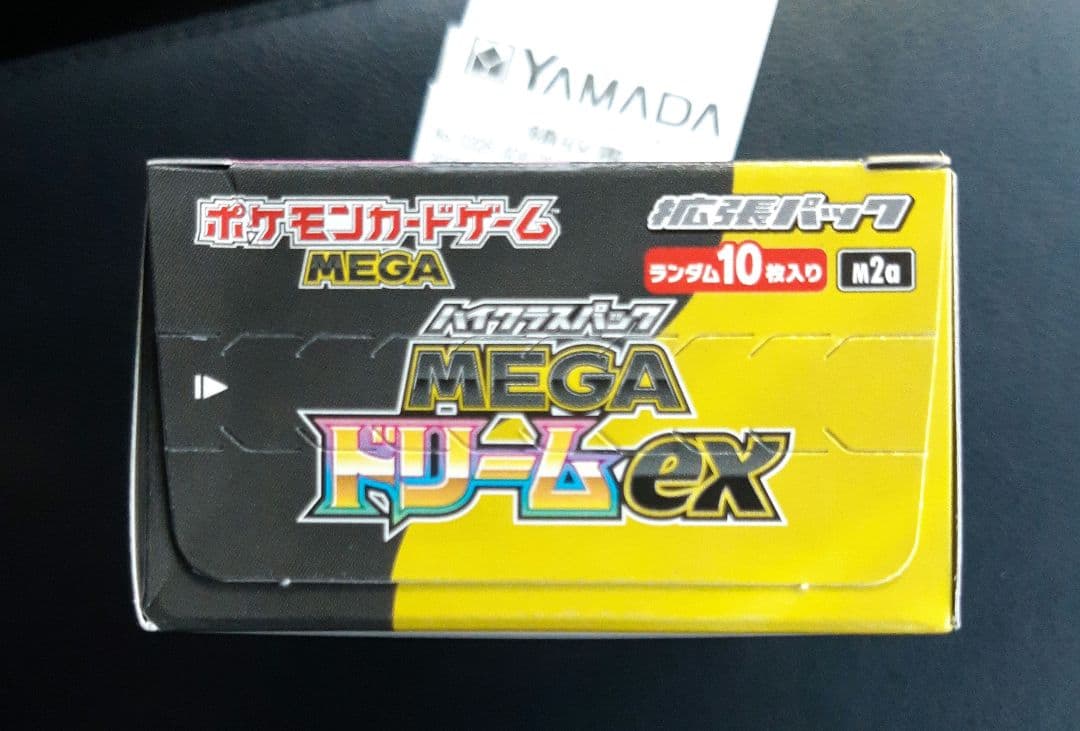 YAMADA
ポケモンカードゲーム
MEGA
拡張パック
ランダム10枚入り
M2a
ハイクラスパック
MEGA
ドリームex